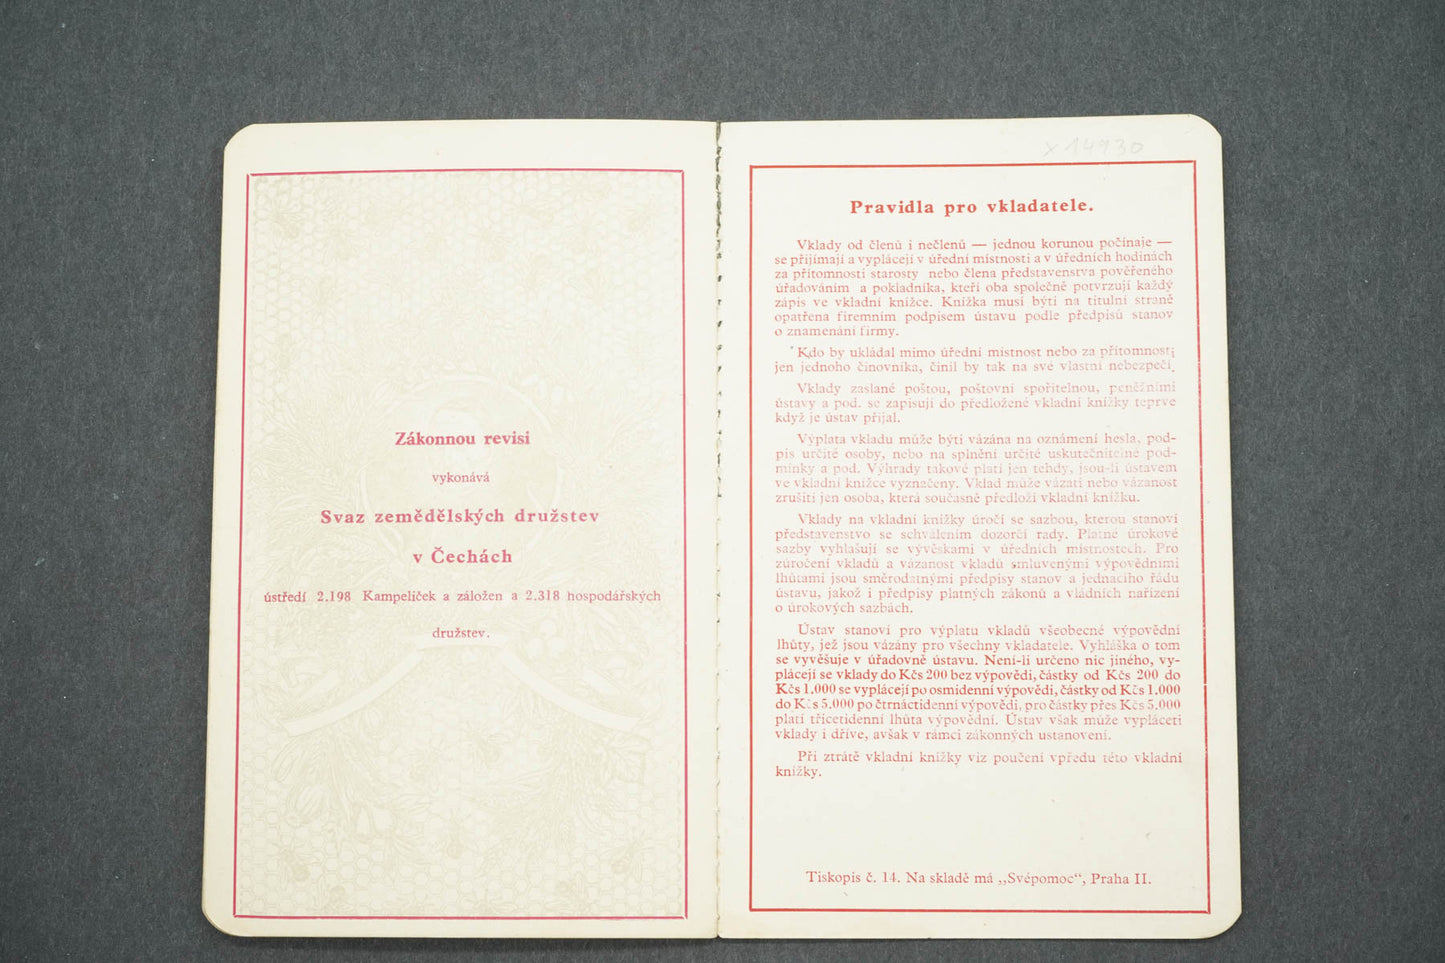 Zákonnou revisi
vykonává
Svaz zemědělských družstev
v Čechách
ústředí 2.198 Kampeliček a záložen a 2.318 hospodářských
družstev.
x 14930
Pravidla pro vkladatele.
Vklady od členů i nečlenů — jednou korunou počínaje —
se přijímají a vyplácejí v úřední místnosti a v úředních hodinách
za přítomnosti starosty nebo člena představenstva pověřeného
úřadováním a pokladníka, kteří oba společně potvrzují každý
zápis ve vkladní knížce. Knížka musí býti na titulní straně
opatřena firemním podpisem ústavu podle předpisů stanov
o znamenání firmy.
Kdo by ukládal mimo úřední místnost nebo za přítomnosti
jen jednoho činovníka, činil by tak na své vlastní nebezpečí.
Vklady zaslané poštou, poštovní spořitelnou, peněžními
ústavy a pod. se zapisují do předložené vkladní knížky teprve
když je ústav přijal.
Výplata vkladu může býti vázána na oznámení hesla, pod-
pis určité osoby, nebo na splnění určité uskutečnitelné pod-
mínky a pod. Výhrady takové platí jen tehdy, jsou-li ústavem
ve vkladní knížce vyznačeny. Vklad může vázati nebo vázanost
zrušiti jen osoba, která současně předloží vkladní knížku.
Vklady na vkladní knížky úročí se sazbou, kterou stanoví
představenstvo se schválením dozorčí rady. Platné úrokové
sazby vyhlašují se vývěskami v úředních místnostech. Pro
zúročení vkladů a vázanost vkladů smluvenými výpovědními
lhůtami jsou směrodatnými předpisy stanov a jednacího řádu
ústavu, jakož i předpisy platných zákonů a vládních nařízení
o úrokových sazbách.
Ústav stanoví pro výplatu vkladů všeobecné výpovědní
lhůty, jež jsou vázány pro všechny vkladatele. Vyhláška o tom
se vyvěšuje v úřadovně ústavu. Není-li určeno nic jiného, vy-
plácejí se vklady do Kčs 200 bez výpovědi, částky od Kčs 200 do
Kčs 1.000 se vyplácejí po osmidenní výpovědi, částky od Kčs 1.000
do Kčs 5.000 po čtrnáctidenní výpovědi, pro částky přes Kčs 5.000
platí třicetidenní lhůta výpovědní. Ústav však může vypláceti
vklady i dříve, avšak v rámci zákonných ustanovení.
Při ztrátě vkladní knížky viz poučení vpředu této vkladní
knížky.
Tiskopis č. 14. Na skladě má „Svépomoc“, Praha II.